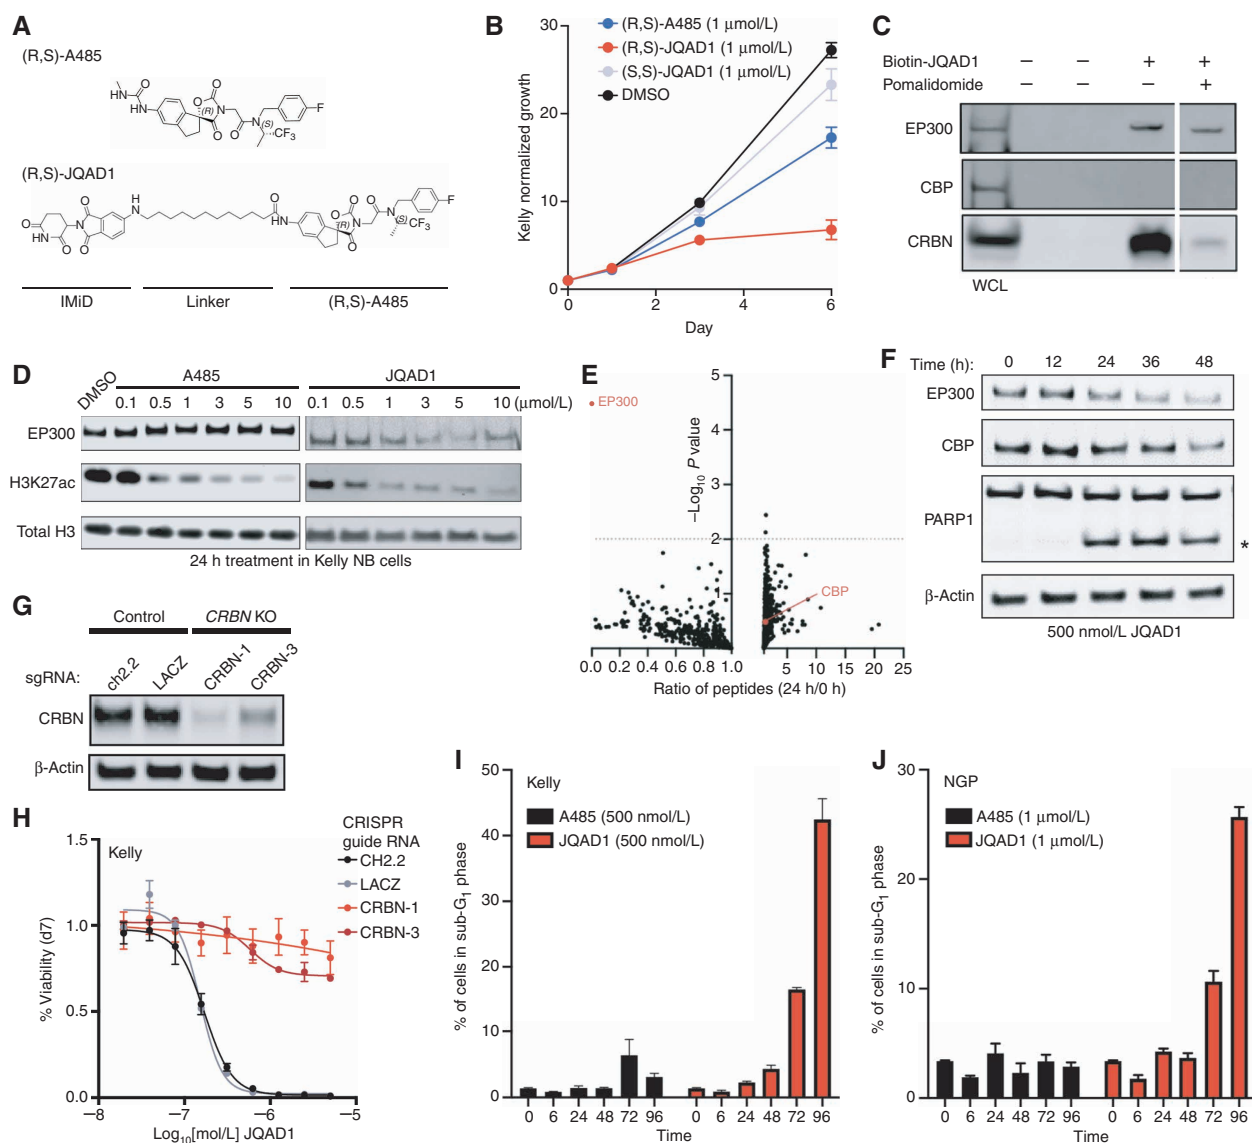 A
(R,S)-A485
(R)
(S)
HN
O
HN
O
O
N
O
O
N
F
CF₃
(R,S)-JQAD1
O
N
O
HN
O
O
H
N
O
NH
O
O
N
O
O
N
(R)
(S)
F
CF₃
IMiD
Linker
(R,S)-A485
B
Kelly normalized growth
30
20
10
0
0
2
4
6
Day
(R,S)-A485 (1 μmol/L)
(R,S)-JQAD1 (1 μmol/L)
(S,S)-JQAD1 (1 μmol/L)
DMSO
C
Biotin-JQAD1 – – + +
Pomalidomide – – – +
EP300
CBP
CRBN
WCL
D
DMSO
A485
JQAD1
0.1 0.5 1 3 5 10
0.1 0.5 1 3 5 10 (μmol/L)
EP300
H3K27ac
Total H3
24 h treatment in Kelly NB cells
E
EP300
–Log₁₀ P value
5
4
3
2
1
CBP
0.0 0.2 0.4 0.6 0.8 1.0
5 10 15 20 25
Ratio of peptides (24 h/0 h)
F
Time (h): 0 12 24 36 48
EP300
CBP
PARP1
*
β-Actin
500 nmol/L JQAD1
G
Control
CRBN KO
sgRNA:
ch2.2
LACZ
CRBN-1
CRBN-3
CRBN
β-Actin
H
Kelly
% Viability (d7)
1.5
1.0
0.5
0.0
–8 –7 –6 –5
Log₁₀[mol/L] JQAD1
CRISPR
guide RNA
CH2.2
LACZ
CRBN-1
CRBN-3
I
Kelly
A485 (500 nmol/L)
JQAD1 (500 nmol/L)
% of cells in sub-G₁ phase
50
40
30
20
10
0
0 6 24 48 72 96
0 6 24 48 72 96
Time
J
NGP
A485 (1 μmol/L)
JQAD1 (1 μmol/L)
% of cells in sub-G₁ phase
30
20
10
0
0 6 24 48 72 96
0 6 24 48 72 96
Time